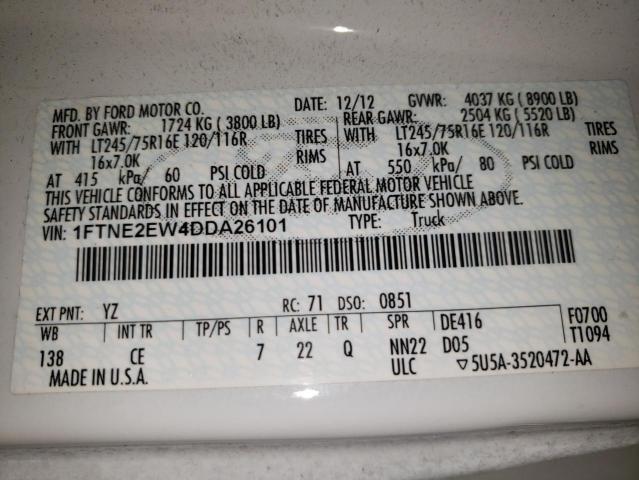 MFD. BY FORD MOTOR CO. DATE: 12/12 GVWR: 4037 KG ( 8900 LB)
FRONT GAWR: 1724 KG ( 3800 LB) REAR GAWR: 2504 KG ( 5520 LB)
WITH LT245/75R16E 120/116R TIRES WITH LT245/75R16E 120/116R TIRES
16x7.0K RIMS 16x7.0K RIMS
AT 415 kPa/ 60 PSI COLD AT 550 kPa/ 80 PSI COLD
THIS VEHICLE CONFORMS TO ALL APPLICABLE FEDERAL MOTOR VEHICLE
SAFETY STANDARDS IN EFFECT ON THE DATE OF MANUFACTURE SHOWN ABOVE.
VIN: 1FTNE2EW4DDA26101 TYPE: Truck
EXT PNT: YZ RC: 71 DSO: 0851
WB INT TR TP/PS R AXLE TR SPR DE416 F0700
138 CE 7 22 Q NN22 D05 T1094
ULC ▽5U5A-3520472-AA
MADE IN U.S.A.